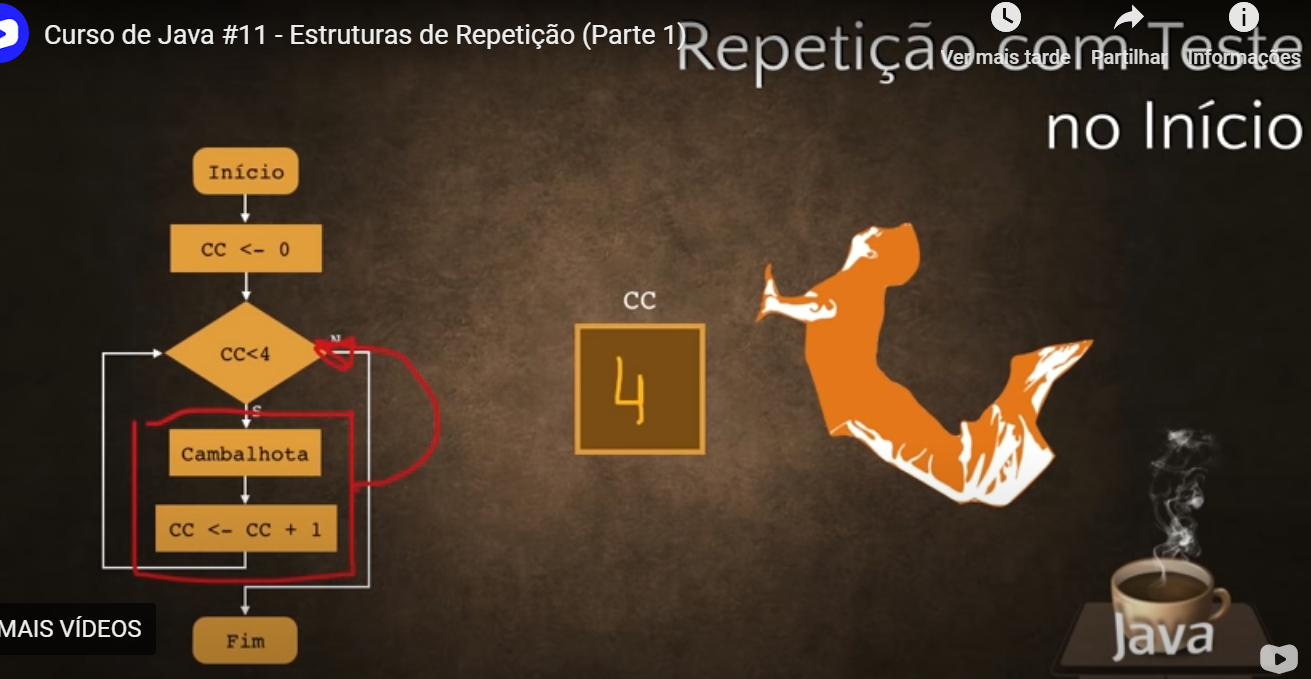 Curso de Java #11 - Estruturas de Repetição (Parte 1)
Repetição com Teste
no Início
Ver mais tarde
Partilhar
Informações
Início
CC <- 0
CC<4
N
S
Cambalhota
CC <- CC + 1
Fim
CC
4
MAIS VÍDEOS
Java